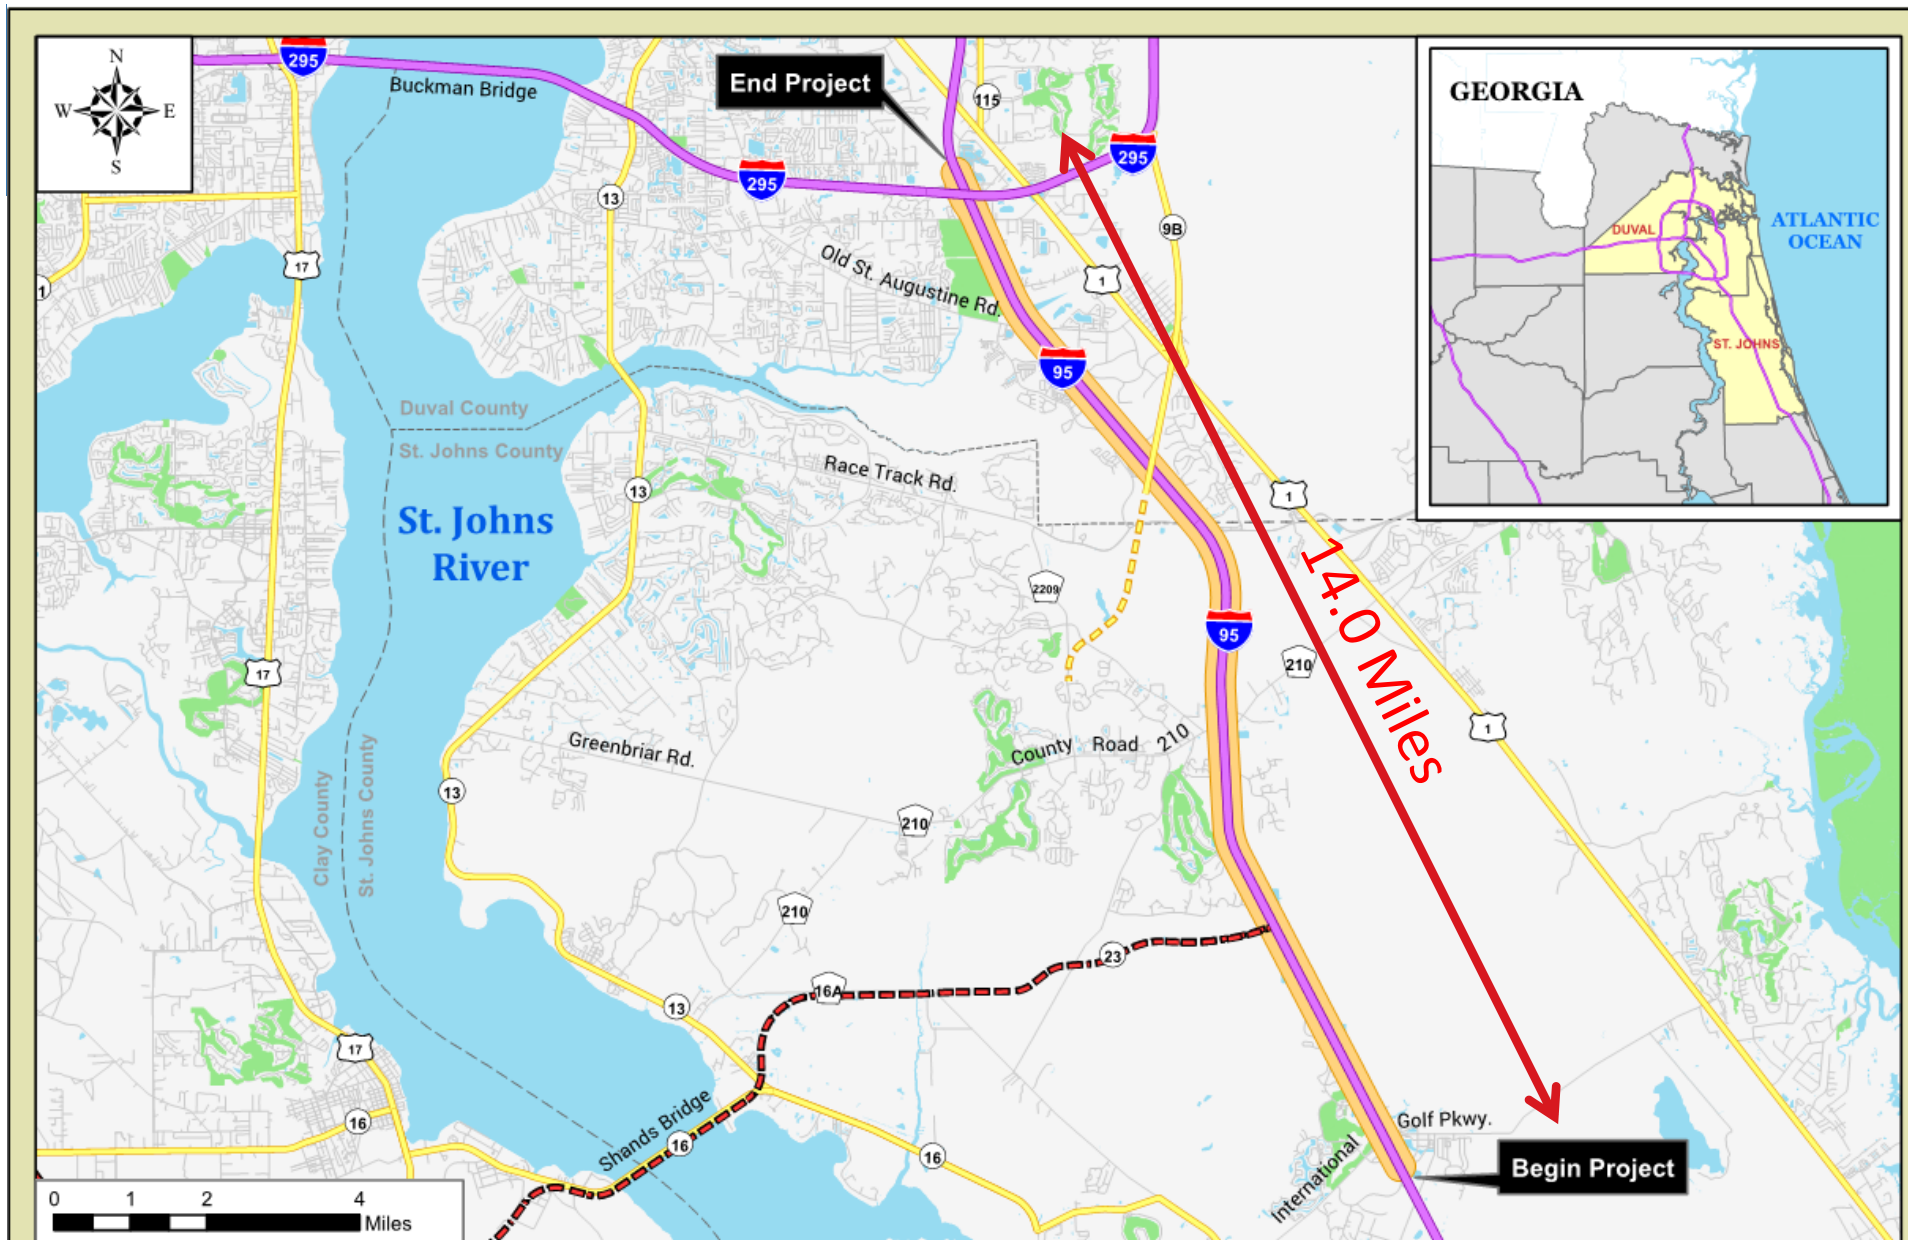 N
W E
S
295
Buckman Bridge
End Project
115
295
295
13
9B
17
1
Old St. Augustine Rd.
1
95
Duval County
St. Johns County
Race Track Rd.
13
St. Johns
River
1
2209
14.0 Miles
95
210
17
1
Greenbriar Rd.
County Road 210
13
210
Clay County
St. Johns County
210
23
16A
13
17
16
Shands Bridge
16
16
Golf Pkwy.
International
Begin Project
0 1 2 4
Miles
GEORGIA
DUVAL
ATLANTIC
OCEAN
ST. JOHNS